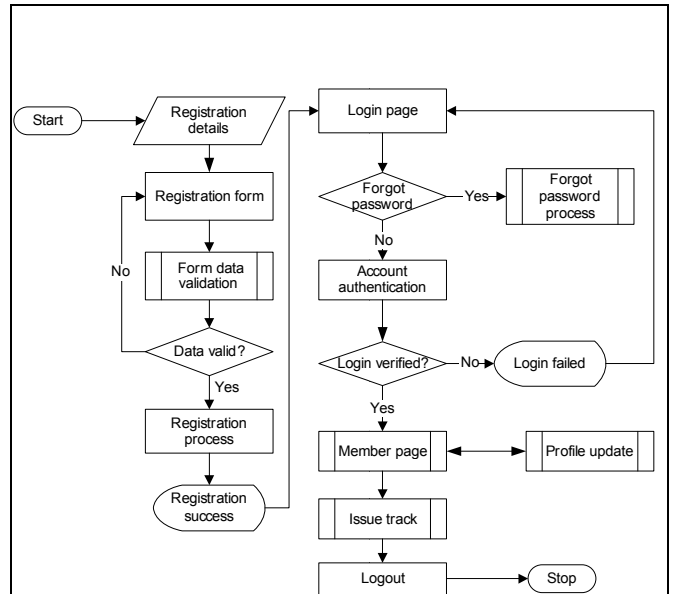 Start
Registration
details
Registration form
No
Form data
validation
Data valid?
Yes
Registration
process
Registration
success
Login page
Forgot
password
Yes
Forgot
password
process
No
Account
authentication
Login verified?
No
Login failed
Yes
Member page
Profile update
Issue track
Logout
Stop